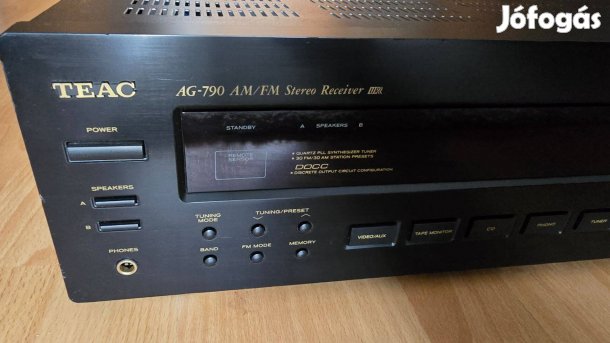 Jófogás
TEAC
AG-790 AM/FM Stereo Receiver
POWER
STANDBY
A SPEAKERS B
REMOTE
SENSOR
• QUARTZ PLL SYNTHESIZER TUNER
• 30 FM/30 AM STATION PRESETS
DOCC
• DISCRETE OUTPUT CIRCUIT CONFIGURATION
SPEAKERS
A
B
PHONES
TUNING
MODE
TUNING/PRESET
BAND
FM MODE
MEMORY
VIDEO/AUX
TAPE MONITOR
CD
PHONO
TUNER